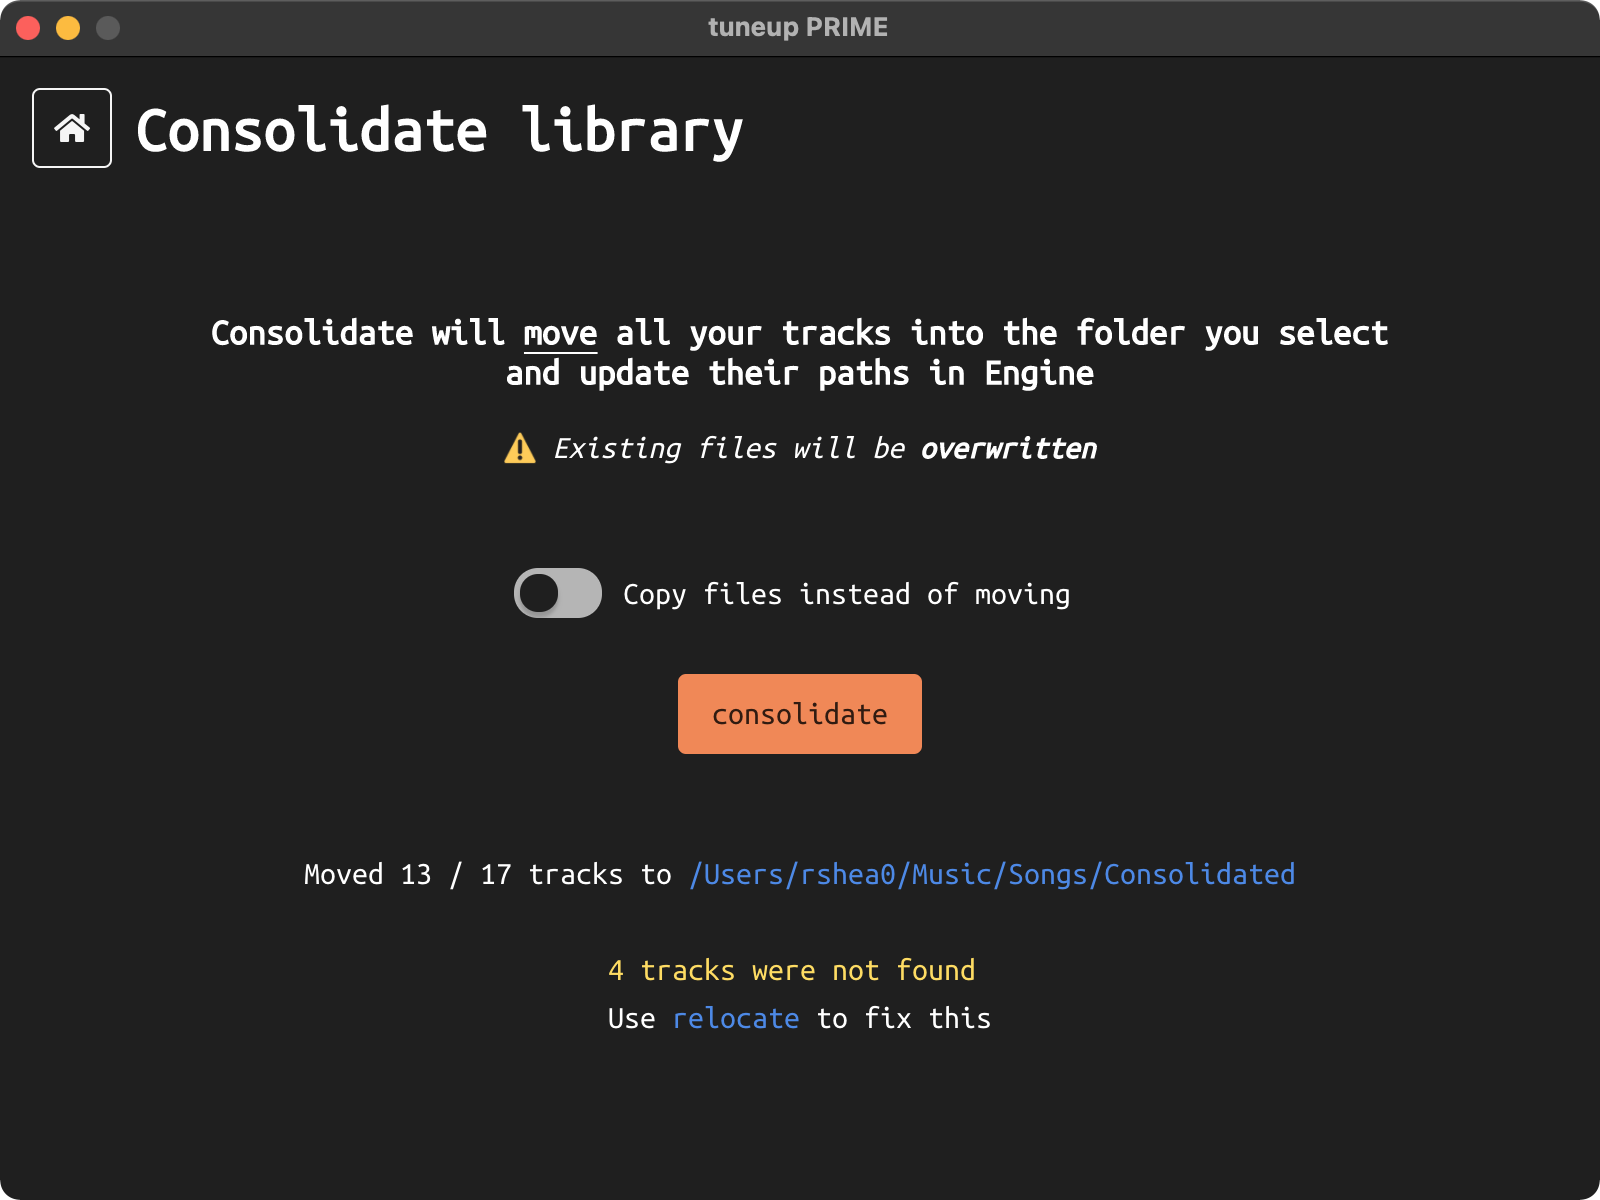 tuneup PRIME
Consolidate library
Consolidate will move all your tracks into the folder you select
and update their paths in Engine
Existing files will be overwritten
Copy files instead of moving
consolidate
Moved 13 / 17 tracks to /Users/rshea0/Music/Songs/Consolidated
4 tracks were not found
Use relocate to fix this